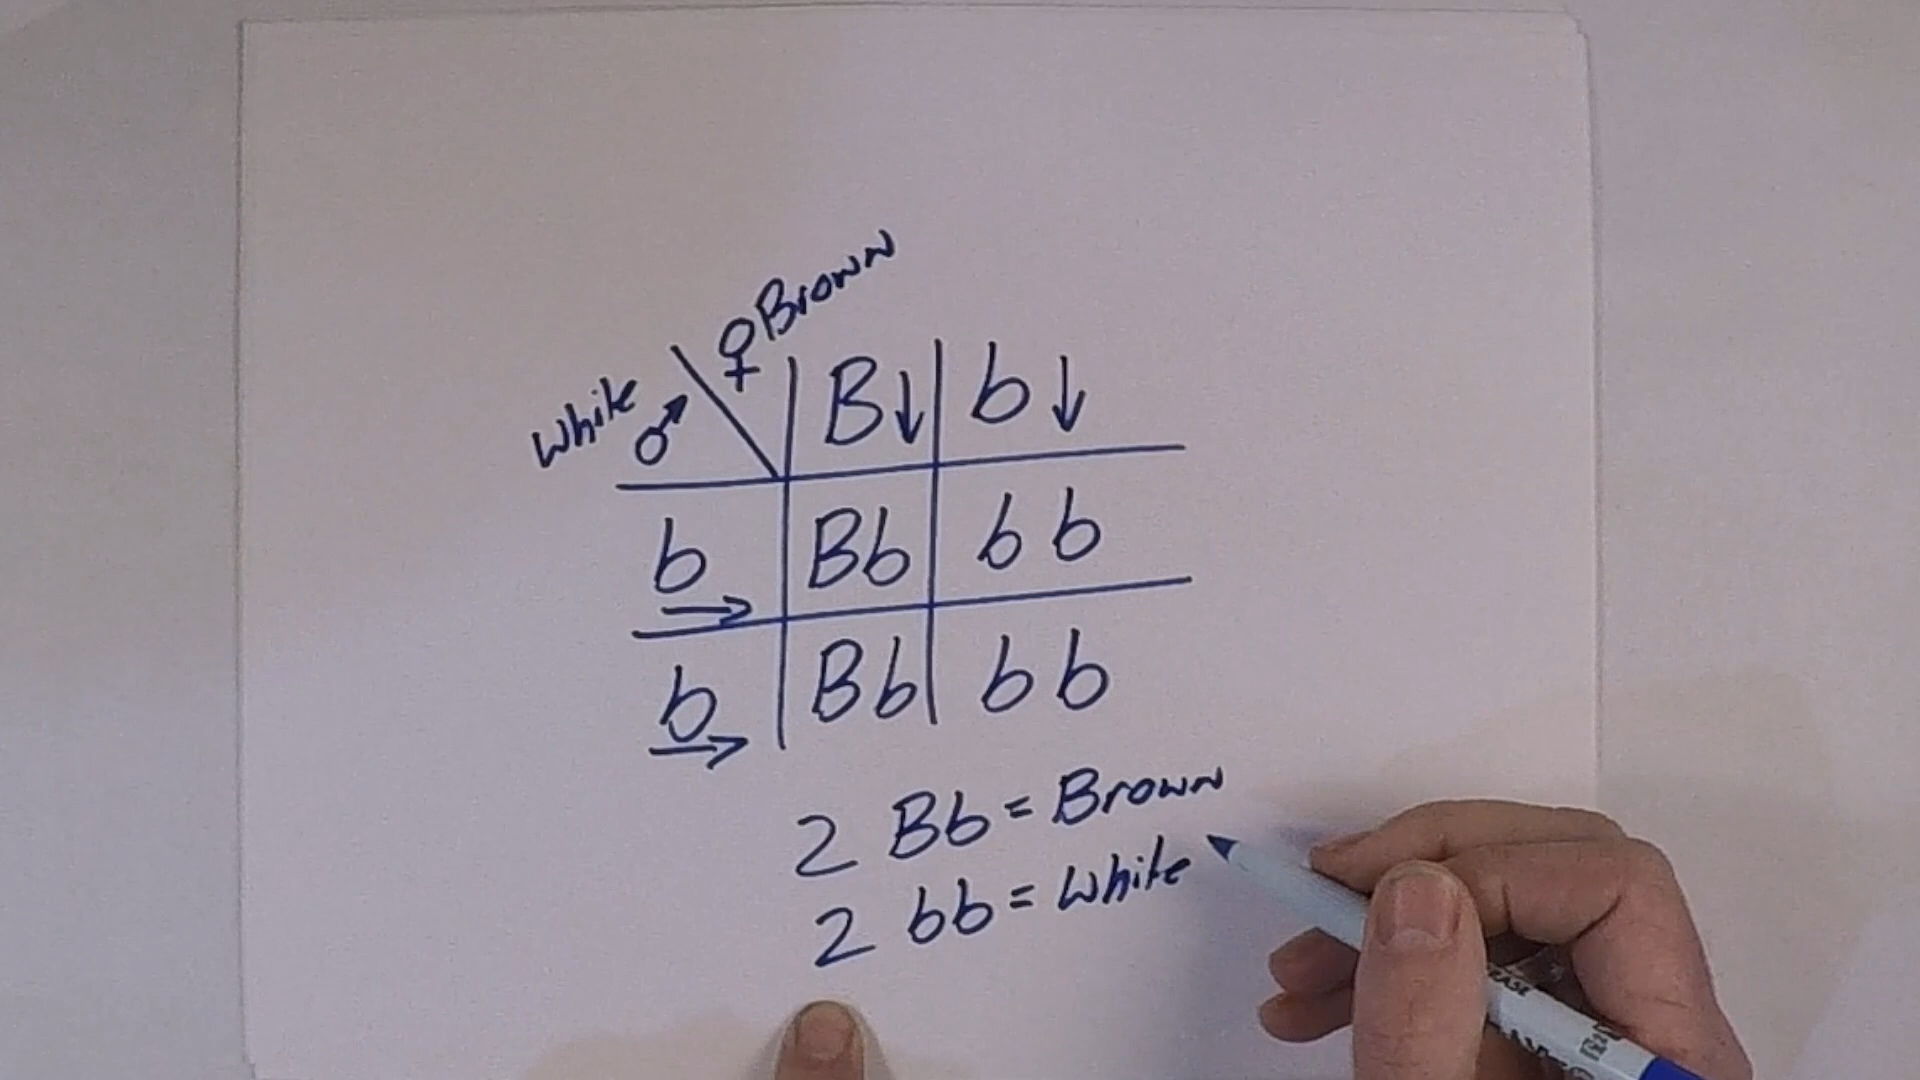 ♀ Brown
White ♂
B↓ b↓
b → Bb bb
b → Bb bb
2 Bb = Brown
2 bb = White